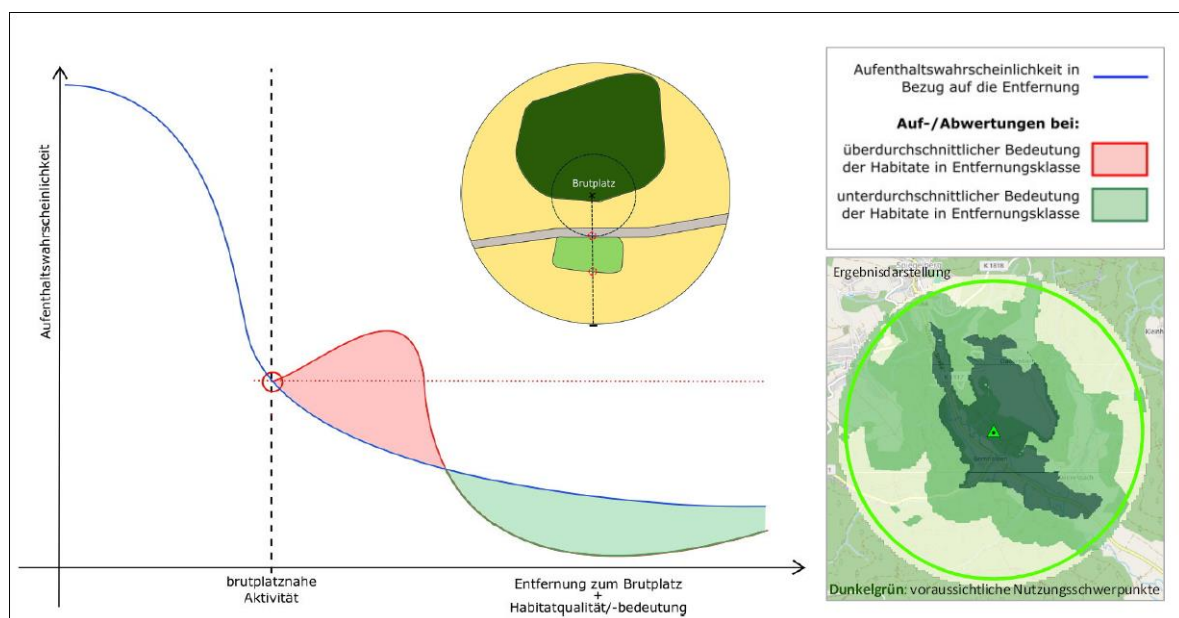 Aufenthaltswahrscheinlichkeit
Brutplatz
brutplatznahe
Aktivität
Entfernung zum Brutplatz
+
Habitatqualität/-bedeutung
Aufenthaltswahrscheinlichkeit in
Bezug auf die Entfernung
Auf-/Abwertungen bei:
überdurchschnittlicher Bedeutung
der Habitate in Entfernungsklasse
unterdurchschnittlicher Bedeutung
der Habitate in Entfernungsklasse
Ergebnisdarstellung
Dunkelgrün: voraussichtliche Nutzungsschwerpunkte